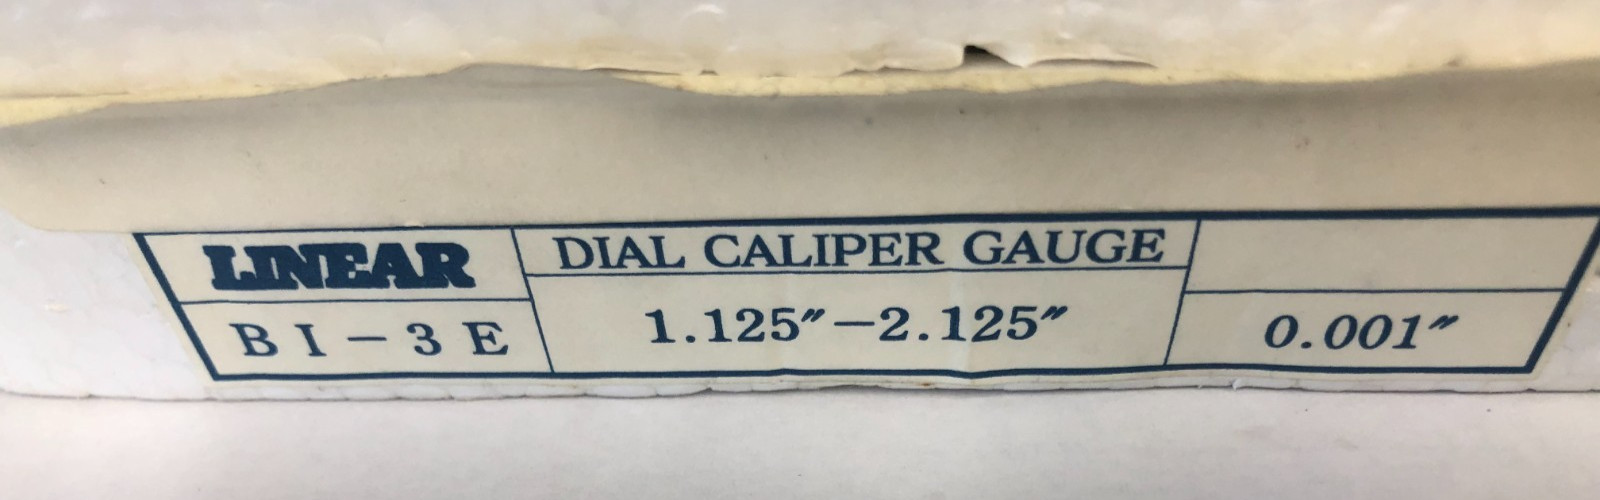 LINEAR
DIAL CALIPER GAUGE
BI-3E
1.125″-2.125″
0.001″